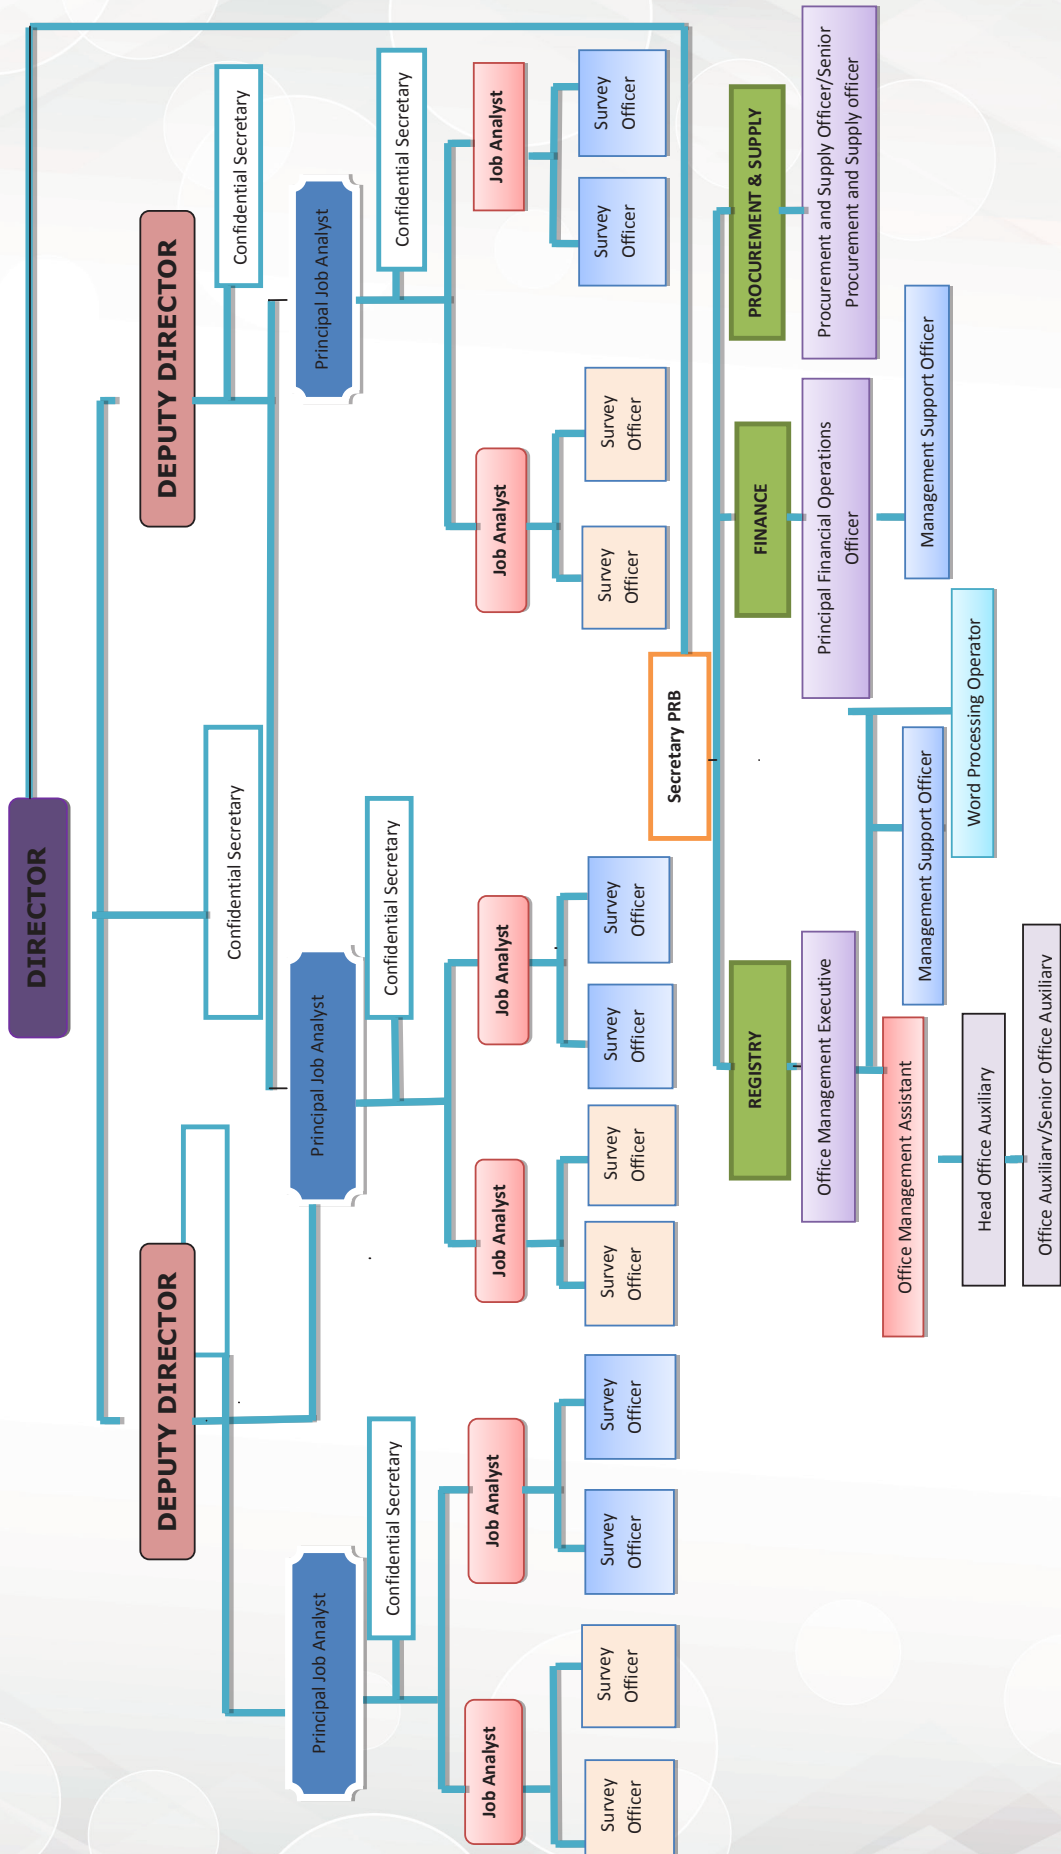 DIRECTOR
DEPUTY DIRECTOR
DEPUTY DIRECTOR
Confidential Secretary
Confidential Secretary
Principal Job Analyst
Principal Job Analyst
Principal Job Analyst
Confidential Secretary
Confidential Secretary
Confidential Secretary
Job Analyst
Job Analyst
Job Analyst
Job Analyst
Job Analyst
Job Analyst
Survey
Officer
Survey
Officer
Survey
Officer
Survey
Officer
Survey
Officer
Survey
Officer
Survey
Officer
Survey
Officer
Survey
Officer
Survey
Officer
Survey
Officer
Survey
Officer
Secretary PRB
REGISTRY
FINANCE
PROCUREMENT & SUPPLY
Office Management Executive
Principal Financial Operations
Officer
Procurement and Supply Officer/Senior
Procurement and Supply officer
Office Management Assistant
Management Support Officer
Management Support Officer
Word Processing Operator
Head Office Auxiliary
Office Auxiliary/Senior Office Auxiliary